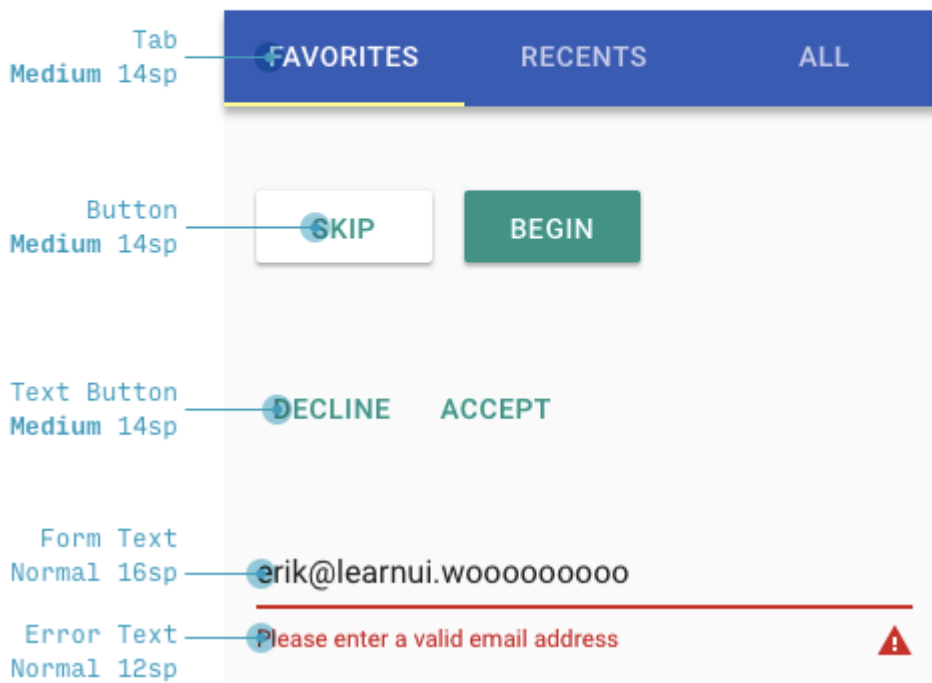 Tab
Medium 14sp
FAVORITES RECENTS ALL
Button
Medium 14sp
SKIP BEGIN
Text Button
Medium 14sp
DECLINE ACCEPT
Form Text
Normal 16sp
erik@learnui.wooooooooo
Error Text
Normal 12sp
Please enter a valid email address